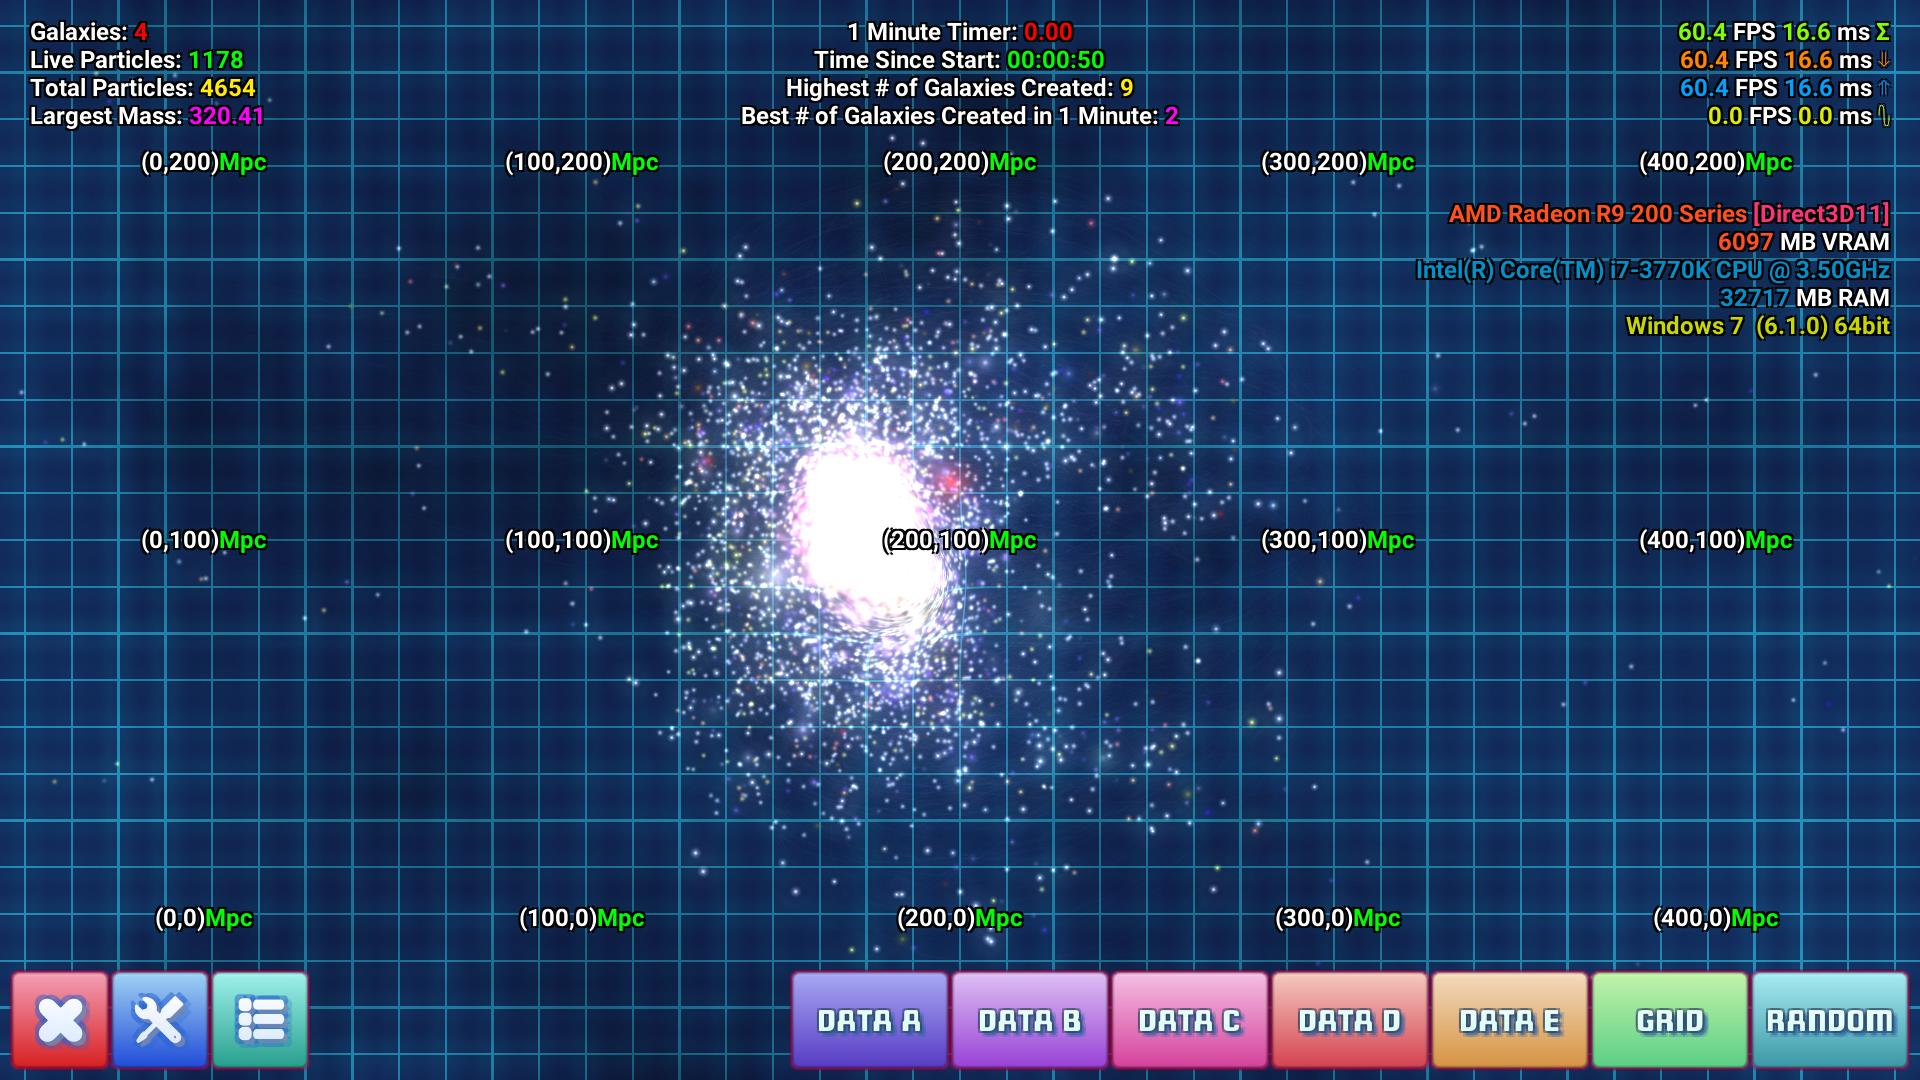 Galaxies: 4
Live Particles: 1178
Total Particles: 4654
Largest Mass: 320.41
1 Minute Timer: 0.00
Time Since Start: 00:00:50
Highest # of Galaxies Created: 9
Best # of Galaxies Created in 1 Minute: 2
60.4 FPS 16.6 ms Σ
60.4 FPS 16.6 ms ⇓
60.4 FPS 16.6 ms ⇑
0.0 FPS 0.0 ms
(0,200)Mpc
(100,200)Mpc
(200,200)Mpc
(300,200)Mpc
(400,200)Mpc
AMD Radeon R9 200 Series [Direct3D11]
6097 MB VRAM
Intel(R) Core(TM) i7-3770K CPU @ 3.50GHz
32717 MB RAM
Windows 7  (6.1.0) 64bit
(0,100)Mpc
(100,100)Mpc
(200,100)Mpc
(300,100)Mpc
(400,100)Mpc
(0,0)Mpc
(100,0)Mpc
(200,0)Mpc
(300,0)Mpc
(400,0)Mpc
DATA A
DATA B
DATA C
DATA D
DATA E
GRID
RANDOM